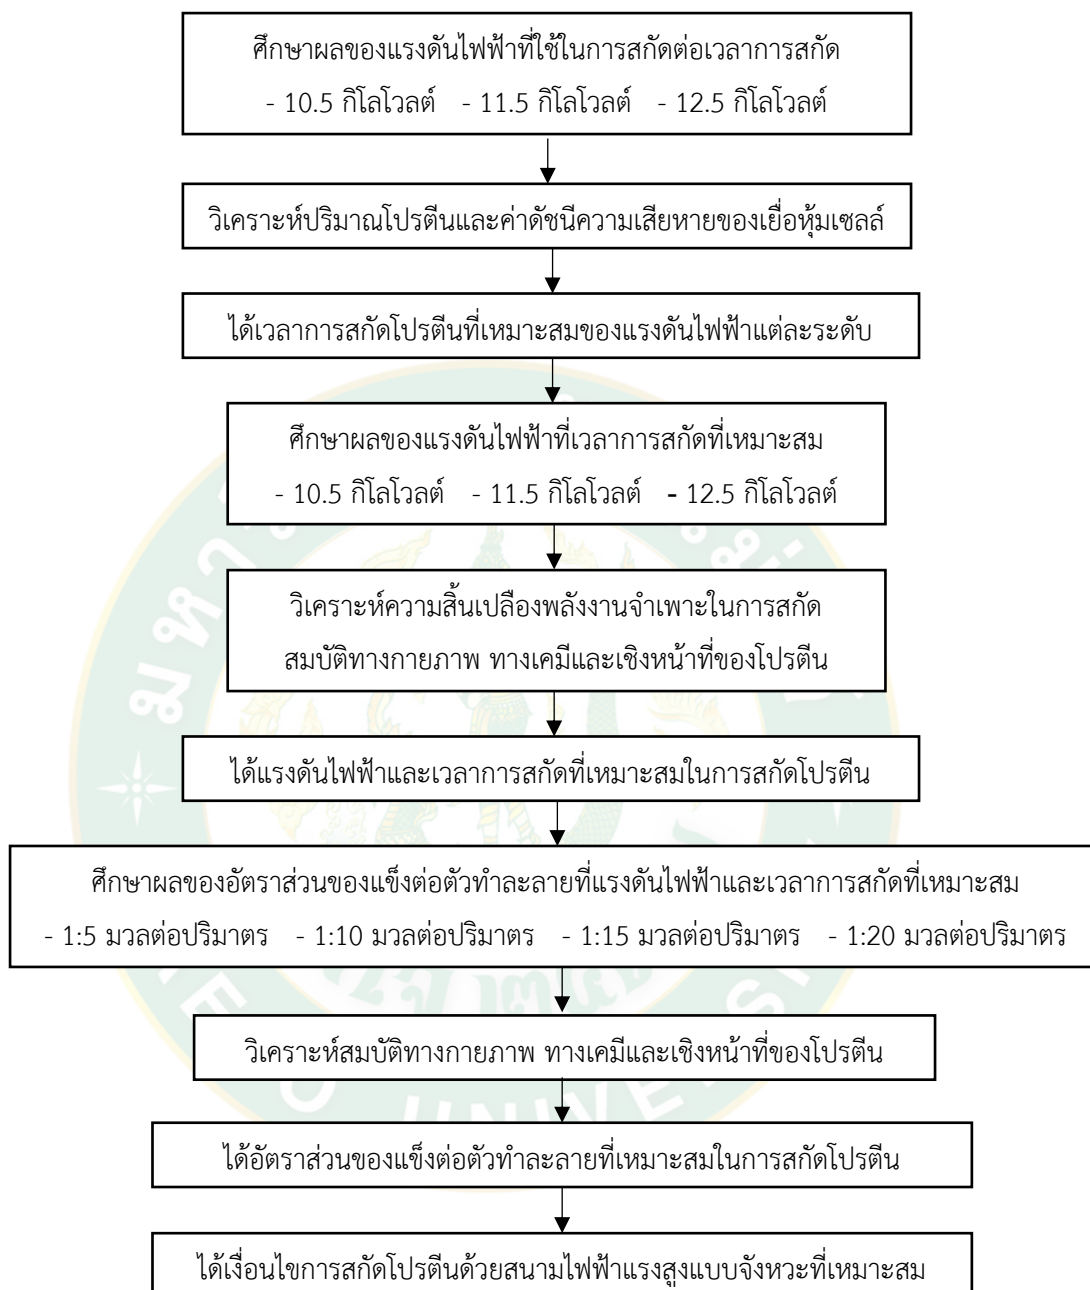 ศึกษาผลของแรงดันไฟฟ้าที่ใช้ในการสกัดต่อเวลาการสกัด
- 10.5 กิโลโวลต์ - 11.5 กิโลโวลต์ - 12.5 กิโลโวลต์
วิเคราะห์ปริมาณโปรตีนและค่าดัชนีความเสียหายของเยื่อหุ้มเซลล์
ได้เวลาการสกัดโปรตีนที่เหมาะสมของแรงดันไฟฟ้าแต่ละระดับ
ศึกษาผลของแรงดันไฟฟ้าที่เวลาการสกัดที่เหมาะสม
- 10.5 กิโลโวลต์ - 11.5 กิโลโวลต์ - 12.5 กิโลโวลต์
วิเคราะห์ความสิ้นเปลืองพลังงานจำเพาะในการสกัด
สมบัติทางกายภาพ ทางเคมีและเชิงหน้าที่ของโปรตีน
ได้แรงดันไฟฟ้าและเวลาการสกัดที่เหมาะสมในการสกัดโปรตีน
ศึกษาผลของอัตราส่วนของแข็งต่อตัวทำละลายที่แรงดันไฟฟ้าและเวลาการสกัดที่เหมาะสม
- 1:5 มวลต่อปริมาตร - 1:10 มวลต่อปริมาตร - 1:15 มวลต่อปริมาตร - 1:20 มวลต่อปริมาตร
วิเคราะห์สมบัติทางกายภาพ ทางเคมีและเชิงหน้าที่ของโปรตีน
ได้อัตราส่วนของแข็งต่อตัวทำละลายที่เหมาะสมในการสกัดโปรตีน
ได้เงื่อนไขการสกัดโปรตีนด้วยสนามไฟฟ้าแรงสูงแบบจังหวะที่เหมาะสม